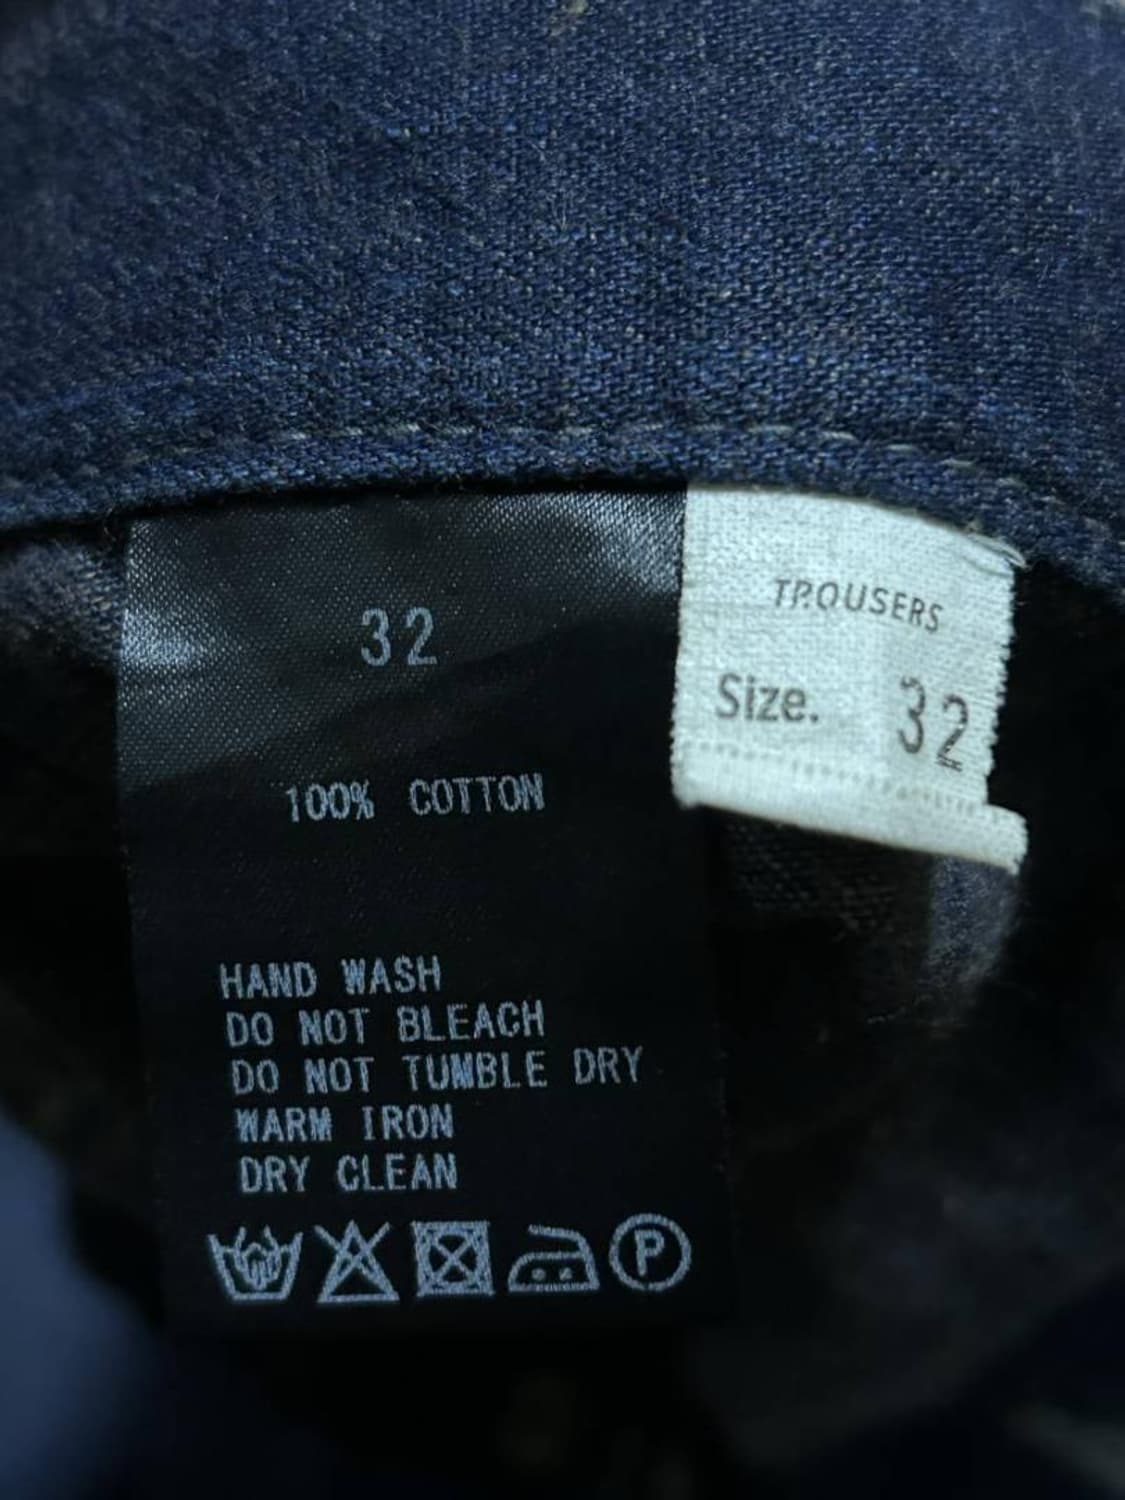 32
100% COTTON
HAND WASH
DO NOT BLEACH
DO NOT TUMBLE DRY
WARM IRON
DRY CLEAN
P
TROUSERS
Size. 32